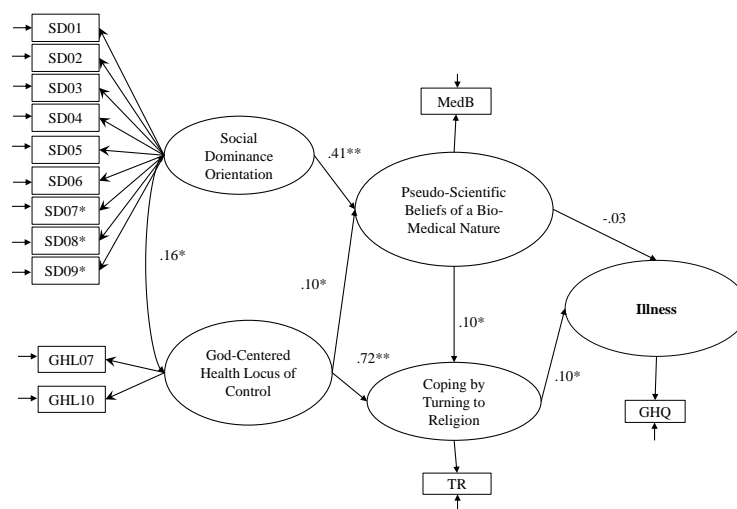 SD01
SD02
SD03
SD04
SD05
SD06
SD07*
SD08*
SD09*
GHL07
GHL10
Social
Dominance
Orientation
.41**
.16*
God-Centered
Health Locus of
Control
.10*
.72**
MedB
Pseudo-Scientific
Beliefs of a Bio-
Medical Nature
-.03
.10*
Coping by
Turning to
Religion
.10*
TR
Illness
GHQ